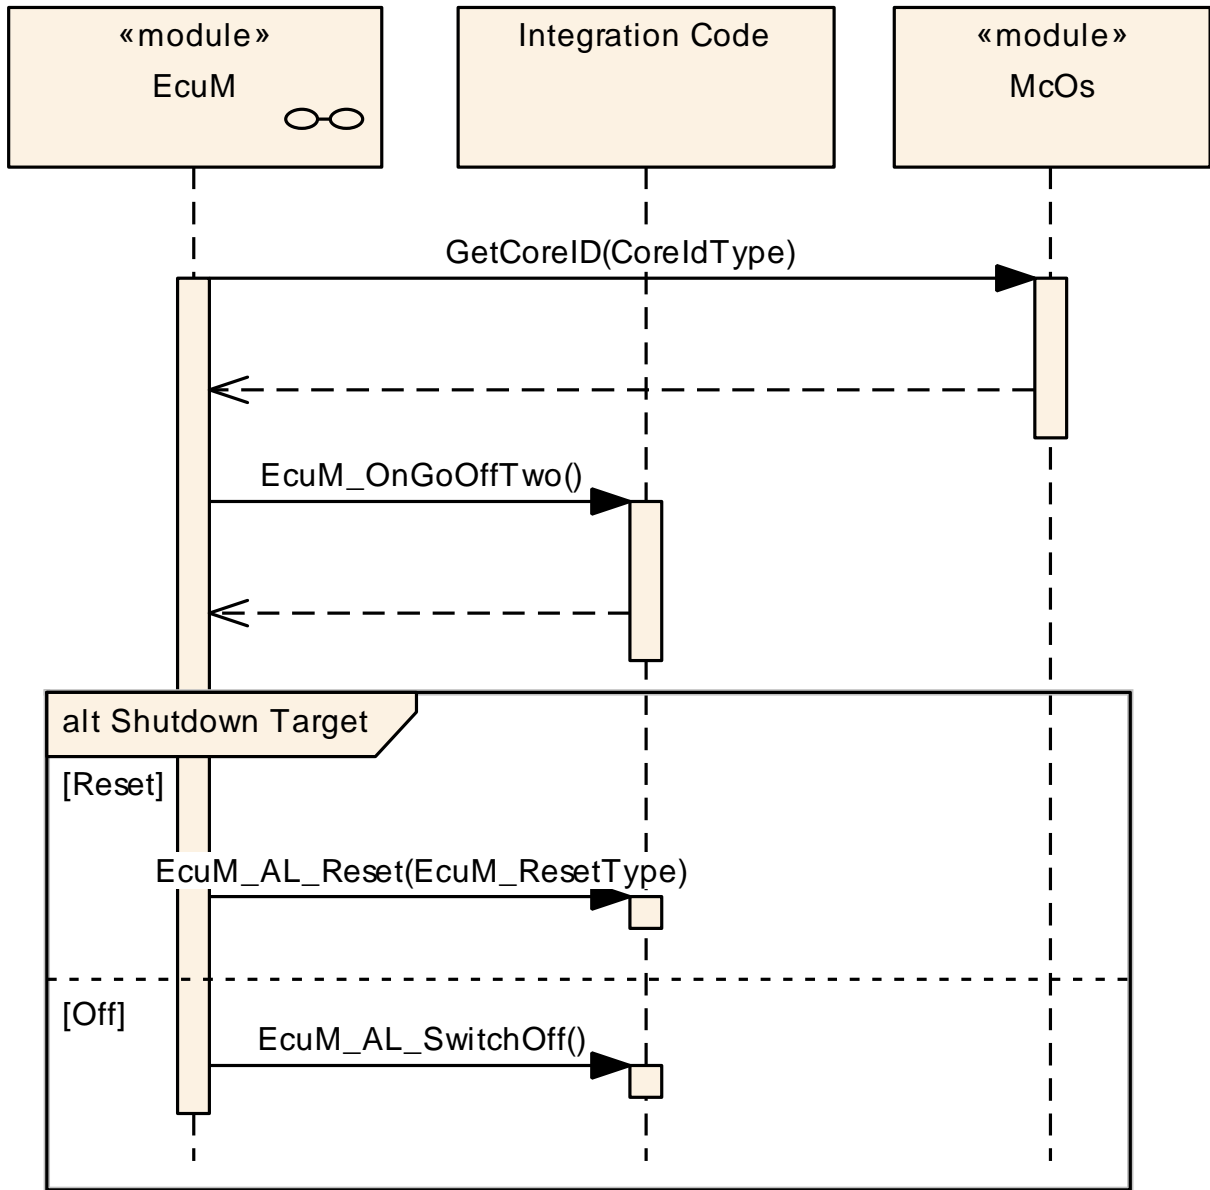 «module»
EcuM
Integration Code
«module»
McOs
GetCoreID(CoreIdType)
EcuM_OnGoOffTwo()
alt Shutdown Target
[Reset]
EcuM_AL_Reset(EcuM_ResetType)
[Off]
EcuM_AL_SwitchOff()